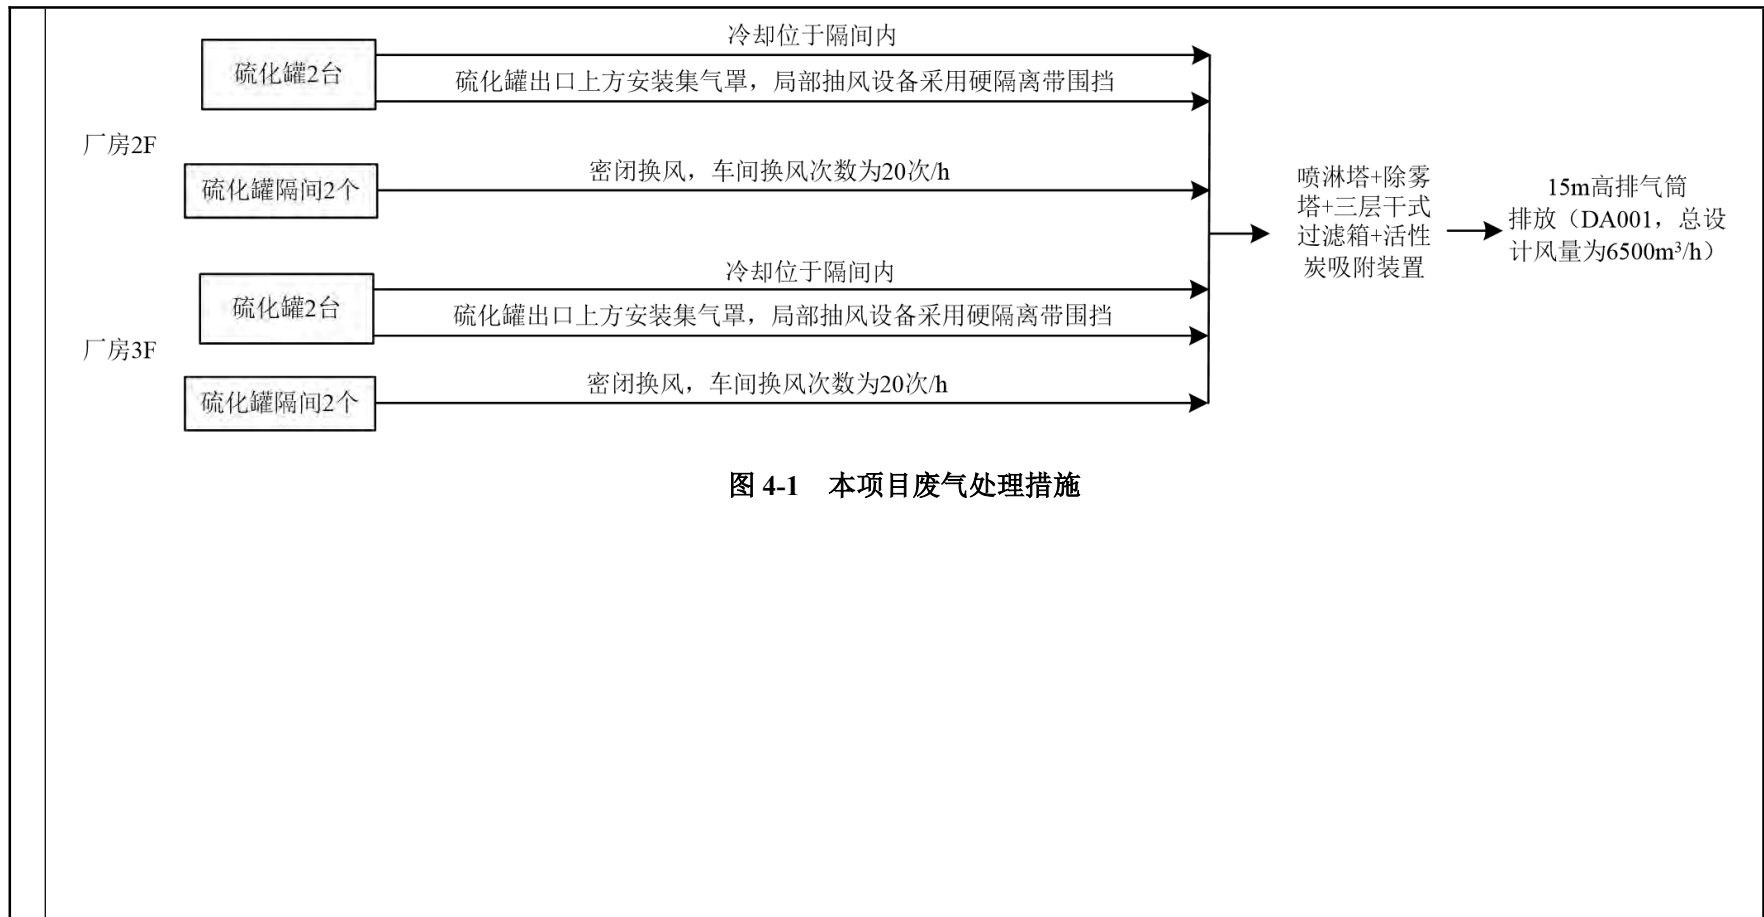 冷却位于隔间内
硫化罐2台
硫化罐出口上方安装集气罩，局部抽风设备采用硬隔离带围挡
厂房2F
密闭换风，车间换风次数为20次/h
硫化罐隔间2个
喷淋塔+除雾
塔+三层干式
过滤箱+活性
炭吸附装置
15m高排气筒
排放（DA001，总设
计风量为6500m³/h）
冷却位于隔间内
硫化罐2台
硫化罐出口上方安装集气罩，局部抽风设备采用硬隔离带围挡
厂房3F
密闭换风，车间换风次数为20次/h
硫化罐隔间2个
图 4-1 本项目废气处理措施